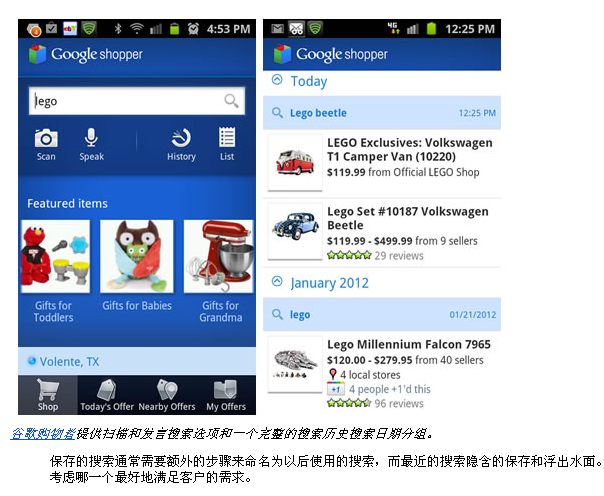 4:53 PM
Google shopper
lego
Scan
Speak
History
List
Featured items
Gifts for
Toddlers
Gifts for Babies
Gifts for
Grandma
Volente, TX
Shop
Today's Offer
Nearby Offers
My Offers
4G
12:25 PM
Google shopper
Today
Lego beetle
12:25 PM
LEGO Exclusives: Volkswagen
T1 Camper Van (10220)
$119.99 from Official LEGO Shop
Lego Set #10187 Volkswagen
Beetle
$119.99 - $499.99 from 9 sellers
29 reviews
January 2012
lego
01/21/2012
Lego Millennium Falcon 7965
$120.00 - $279.95 from 40 sellers
4 local stores
+1 4 people +1'd this
96 reviews
谷歌购物者提供扫描和发言搜索选项和一个完整的搜索历史搜索日期分组。
保存的搜索通常需要额外的步骤来命名为以后使用的搜索，而最近的搜索隐含的保存和浮出水面。
考虑哪一个最好地满足客户的需求。